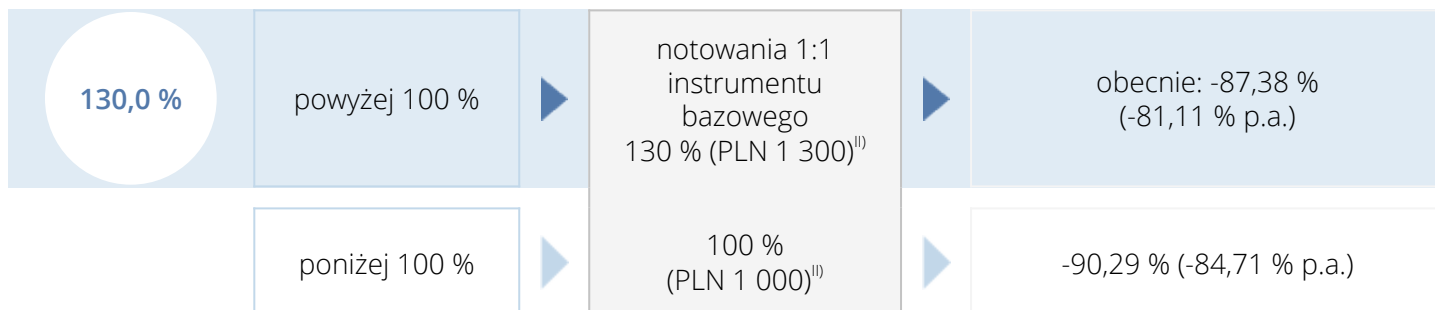 130,0 %
powyżej 100 %
notowania 1:1
instrumentu
bazowego
130 % (PLN 1 300)II)
obecnie: -87,38 %
(-81,11 % p.a.)
poniżej 100 %
100 %
(PLN 1 000)II)
-90,29 % (-84,71 % p.a.)